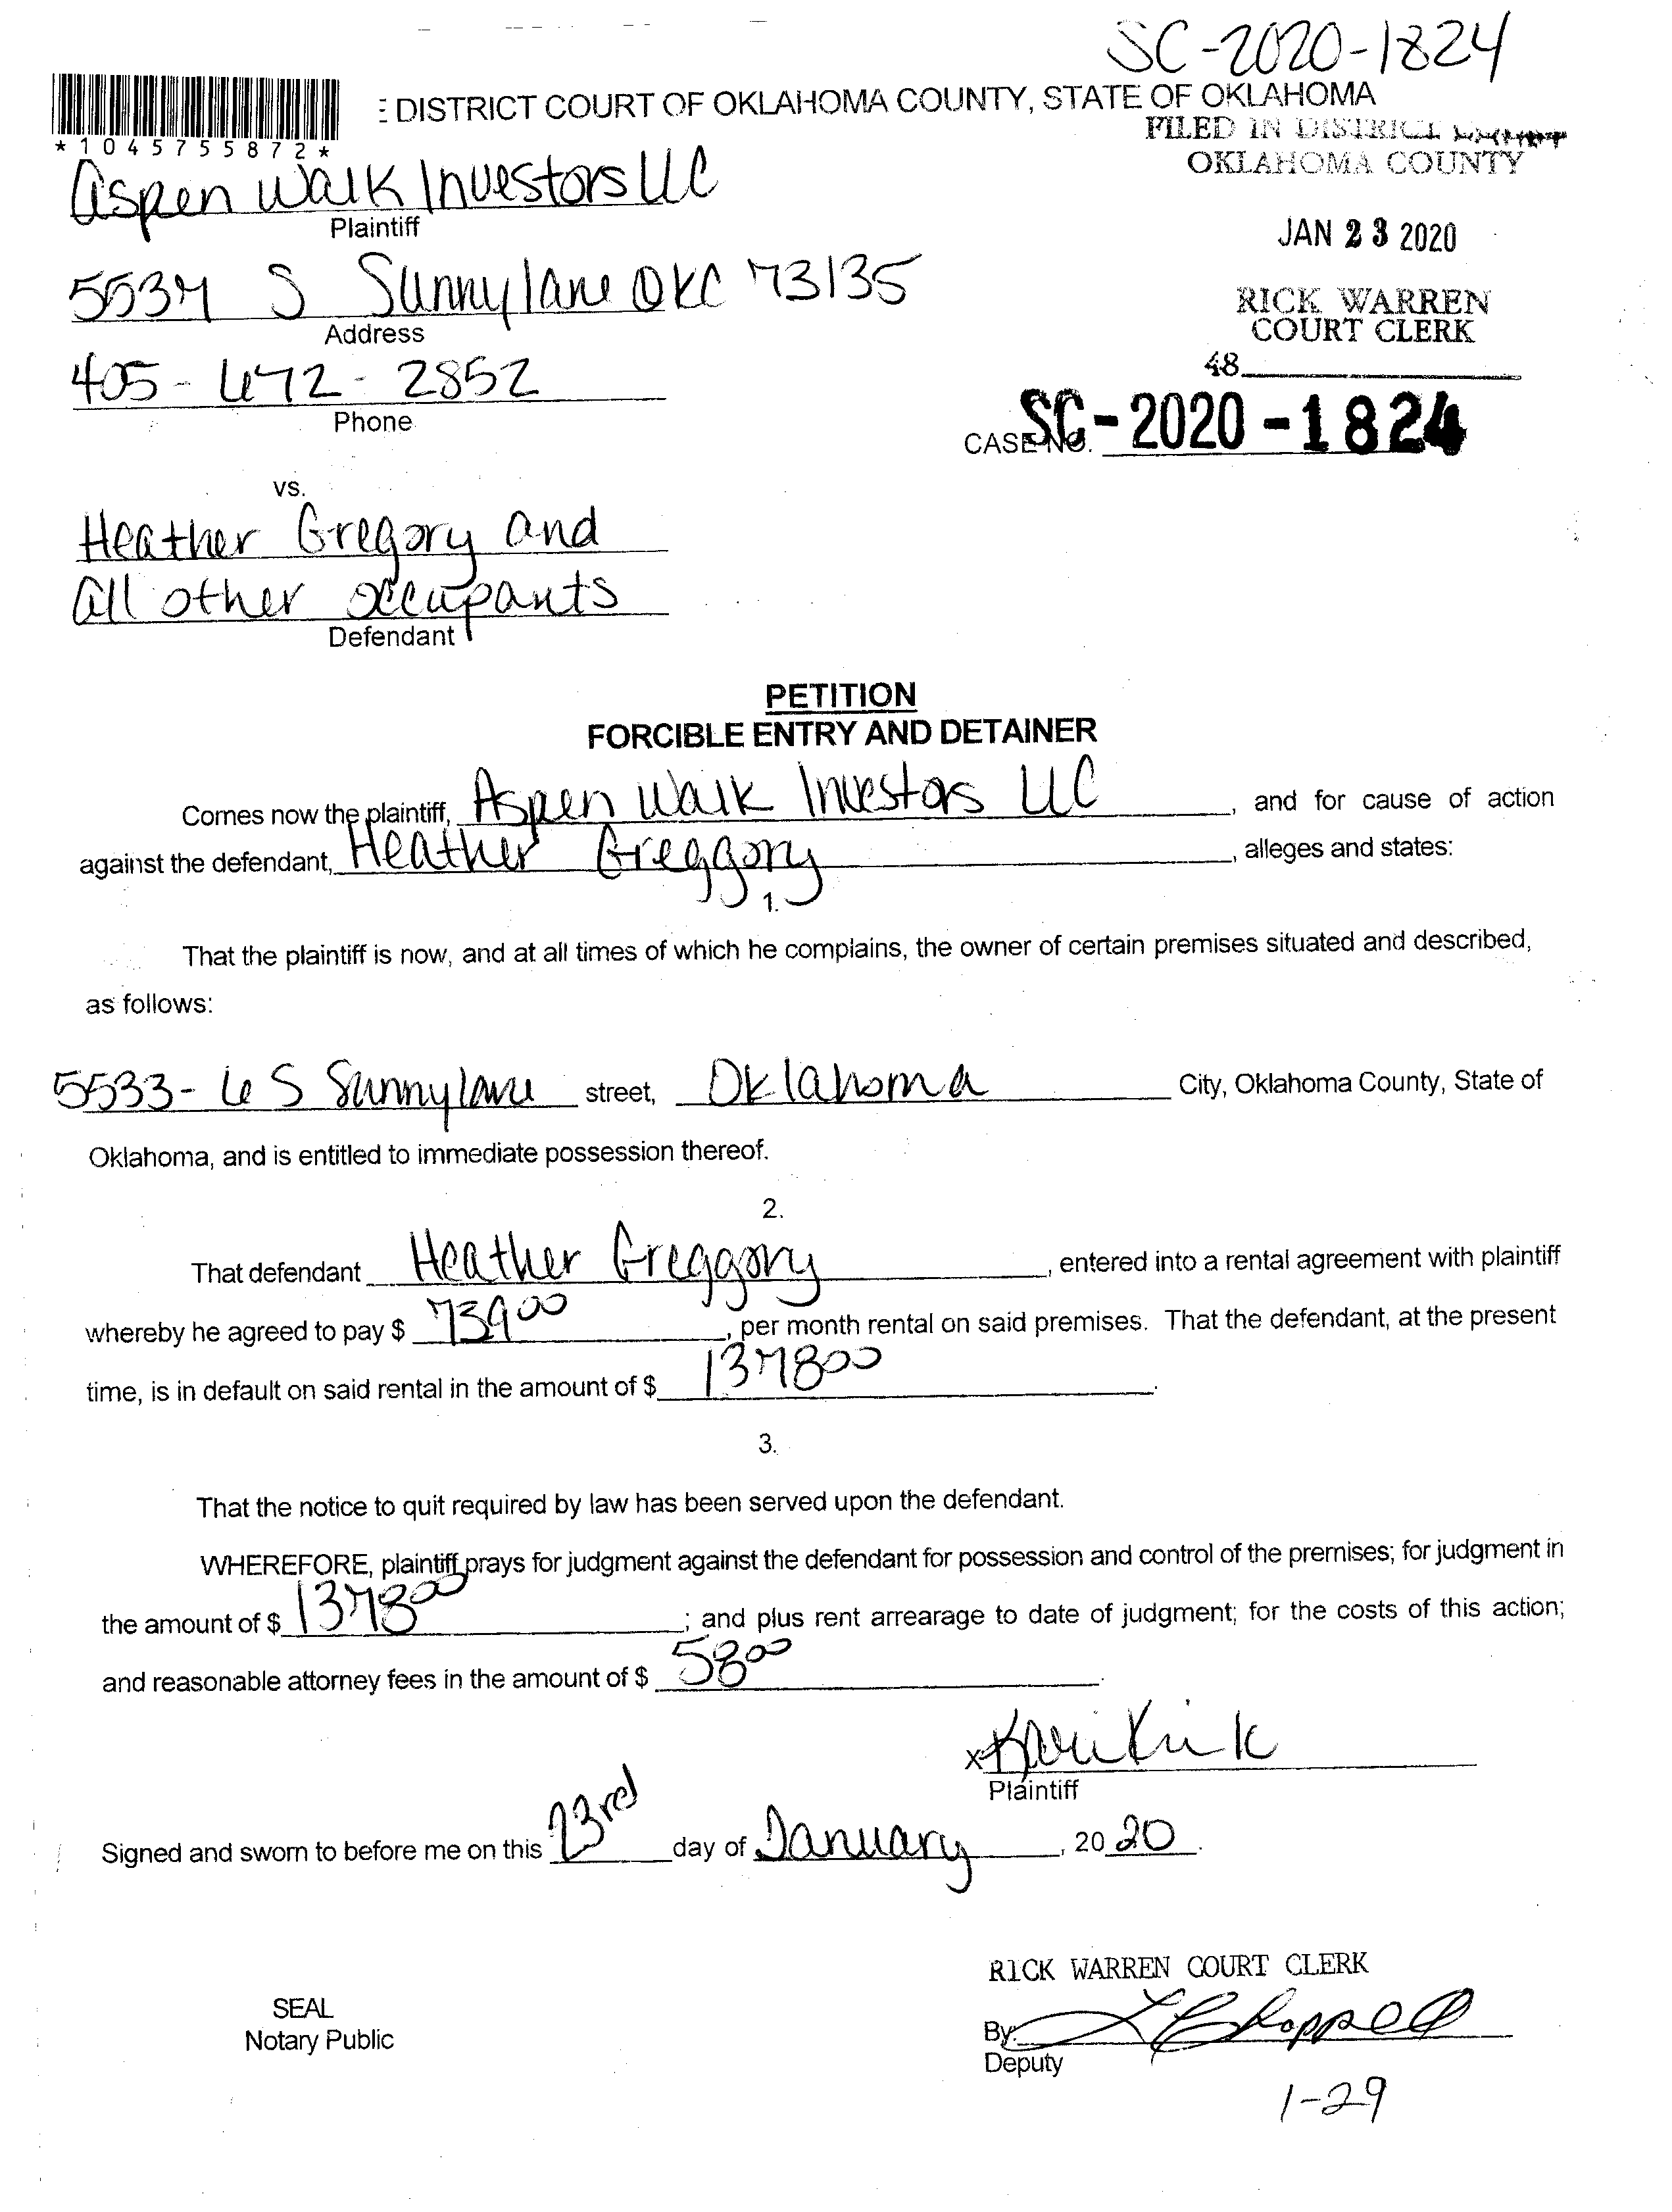 SC-2020-1824
E DISTRICT COURT OF OKLAHOMA COUNTY, STATE OF OKLAHOMA
FILED IN DISTRICT COURT
OKLAHOMA COUNTY
*1045755872*
Aspen Walk Investors LLC
Plaintiff
JAN 23 2020
5537 S Sunnylane OKC 73135
Address
RICK WARREN
COURT CLERK
405-672-2852
Phone
48
CASE NO. SC-2020-1824
vs.
Heather Gregory and
all other occupants
Defendant
PETITION
FORCIBLE ENTRY AND DETAINER
Comes now the plaintiff, Aspen Walk Investors LLC, and for cause of action
against the defendant, Heather Greggory, alleges and states:
1.
That the plaintiff is now, and at all times of which he complains, the owner of certain premises situated and described,
as follows:
5533-6 S Sunnylane street, Oklahoma City, Oklahoma County, State of
Oklahoma, and is entitled to immediate possession thereof.
2.
That defendant Heather Greggory, entered into a rental agreement with plaintiff
whereby he agreed to pay $ 739 00, per month rental on said premises. That the defendant, at the present
time, is in default on said rental in the amount of $ 1378 00.
3.
That the notice to quit required by law has been served upon the defendant.
WHEREFORE, plaintiff prays for judgment against the defendant for possession and control of the premises; for judgment in
the amount of $ 1378 00; and plus rent arrearage to date of judgment; for the costs of this action;
and reasonable attorney fees in the amount of $ 58 00.
x Kari Kirk
Plaintiff
Signed and sworn to before me on this 23rd day of January, 2020.
RICK WARREN COURT CLERK
SEAL
Notary Public
By: L Chappell
Deputy
1-29